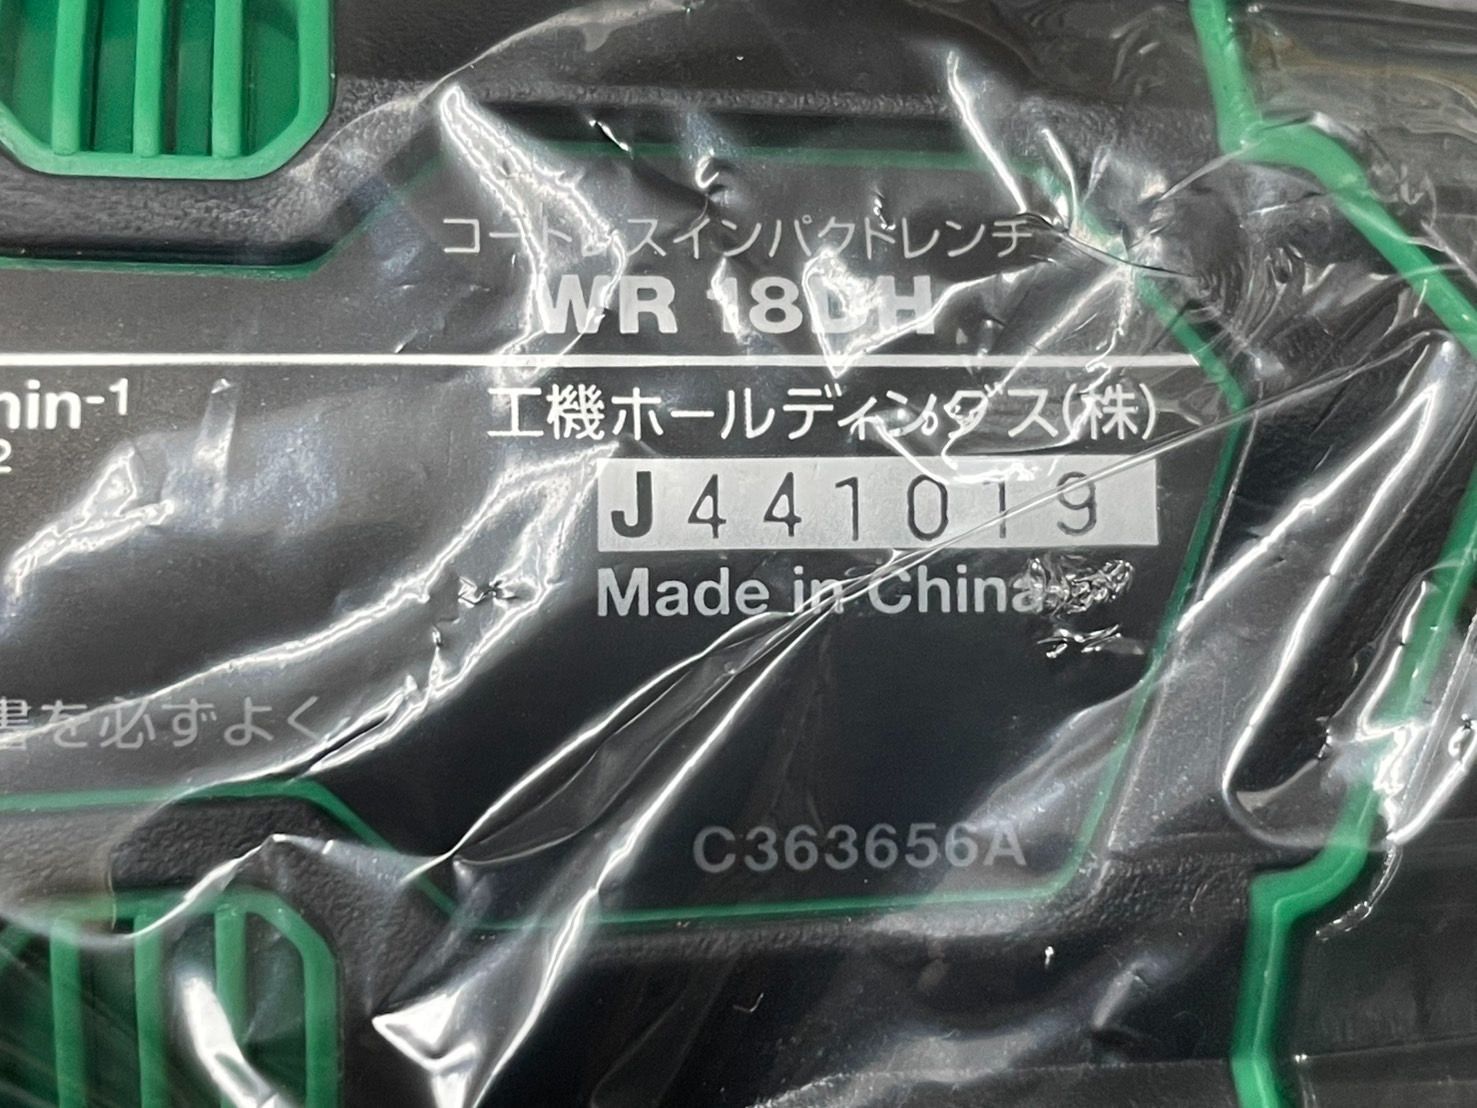 コードレスインパクトレンチ
WR 18DH
min-1
2
工機ホールディングス(株)
J441019
Made in China
書を必ずよく
C363656A